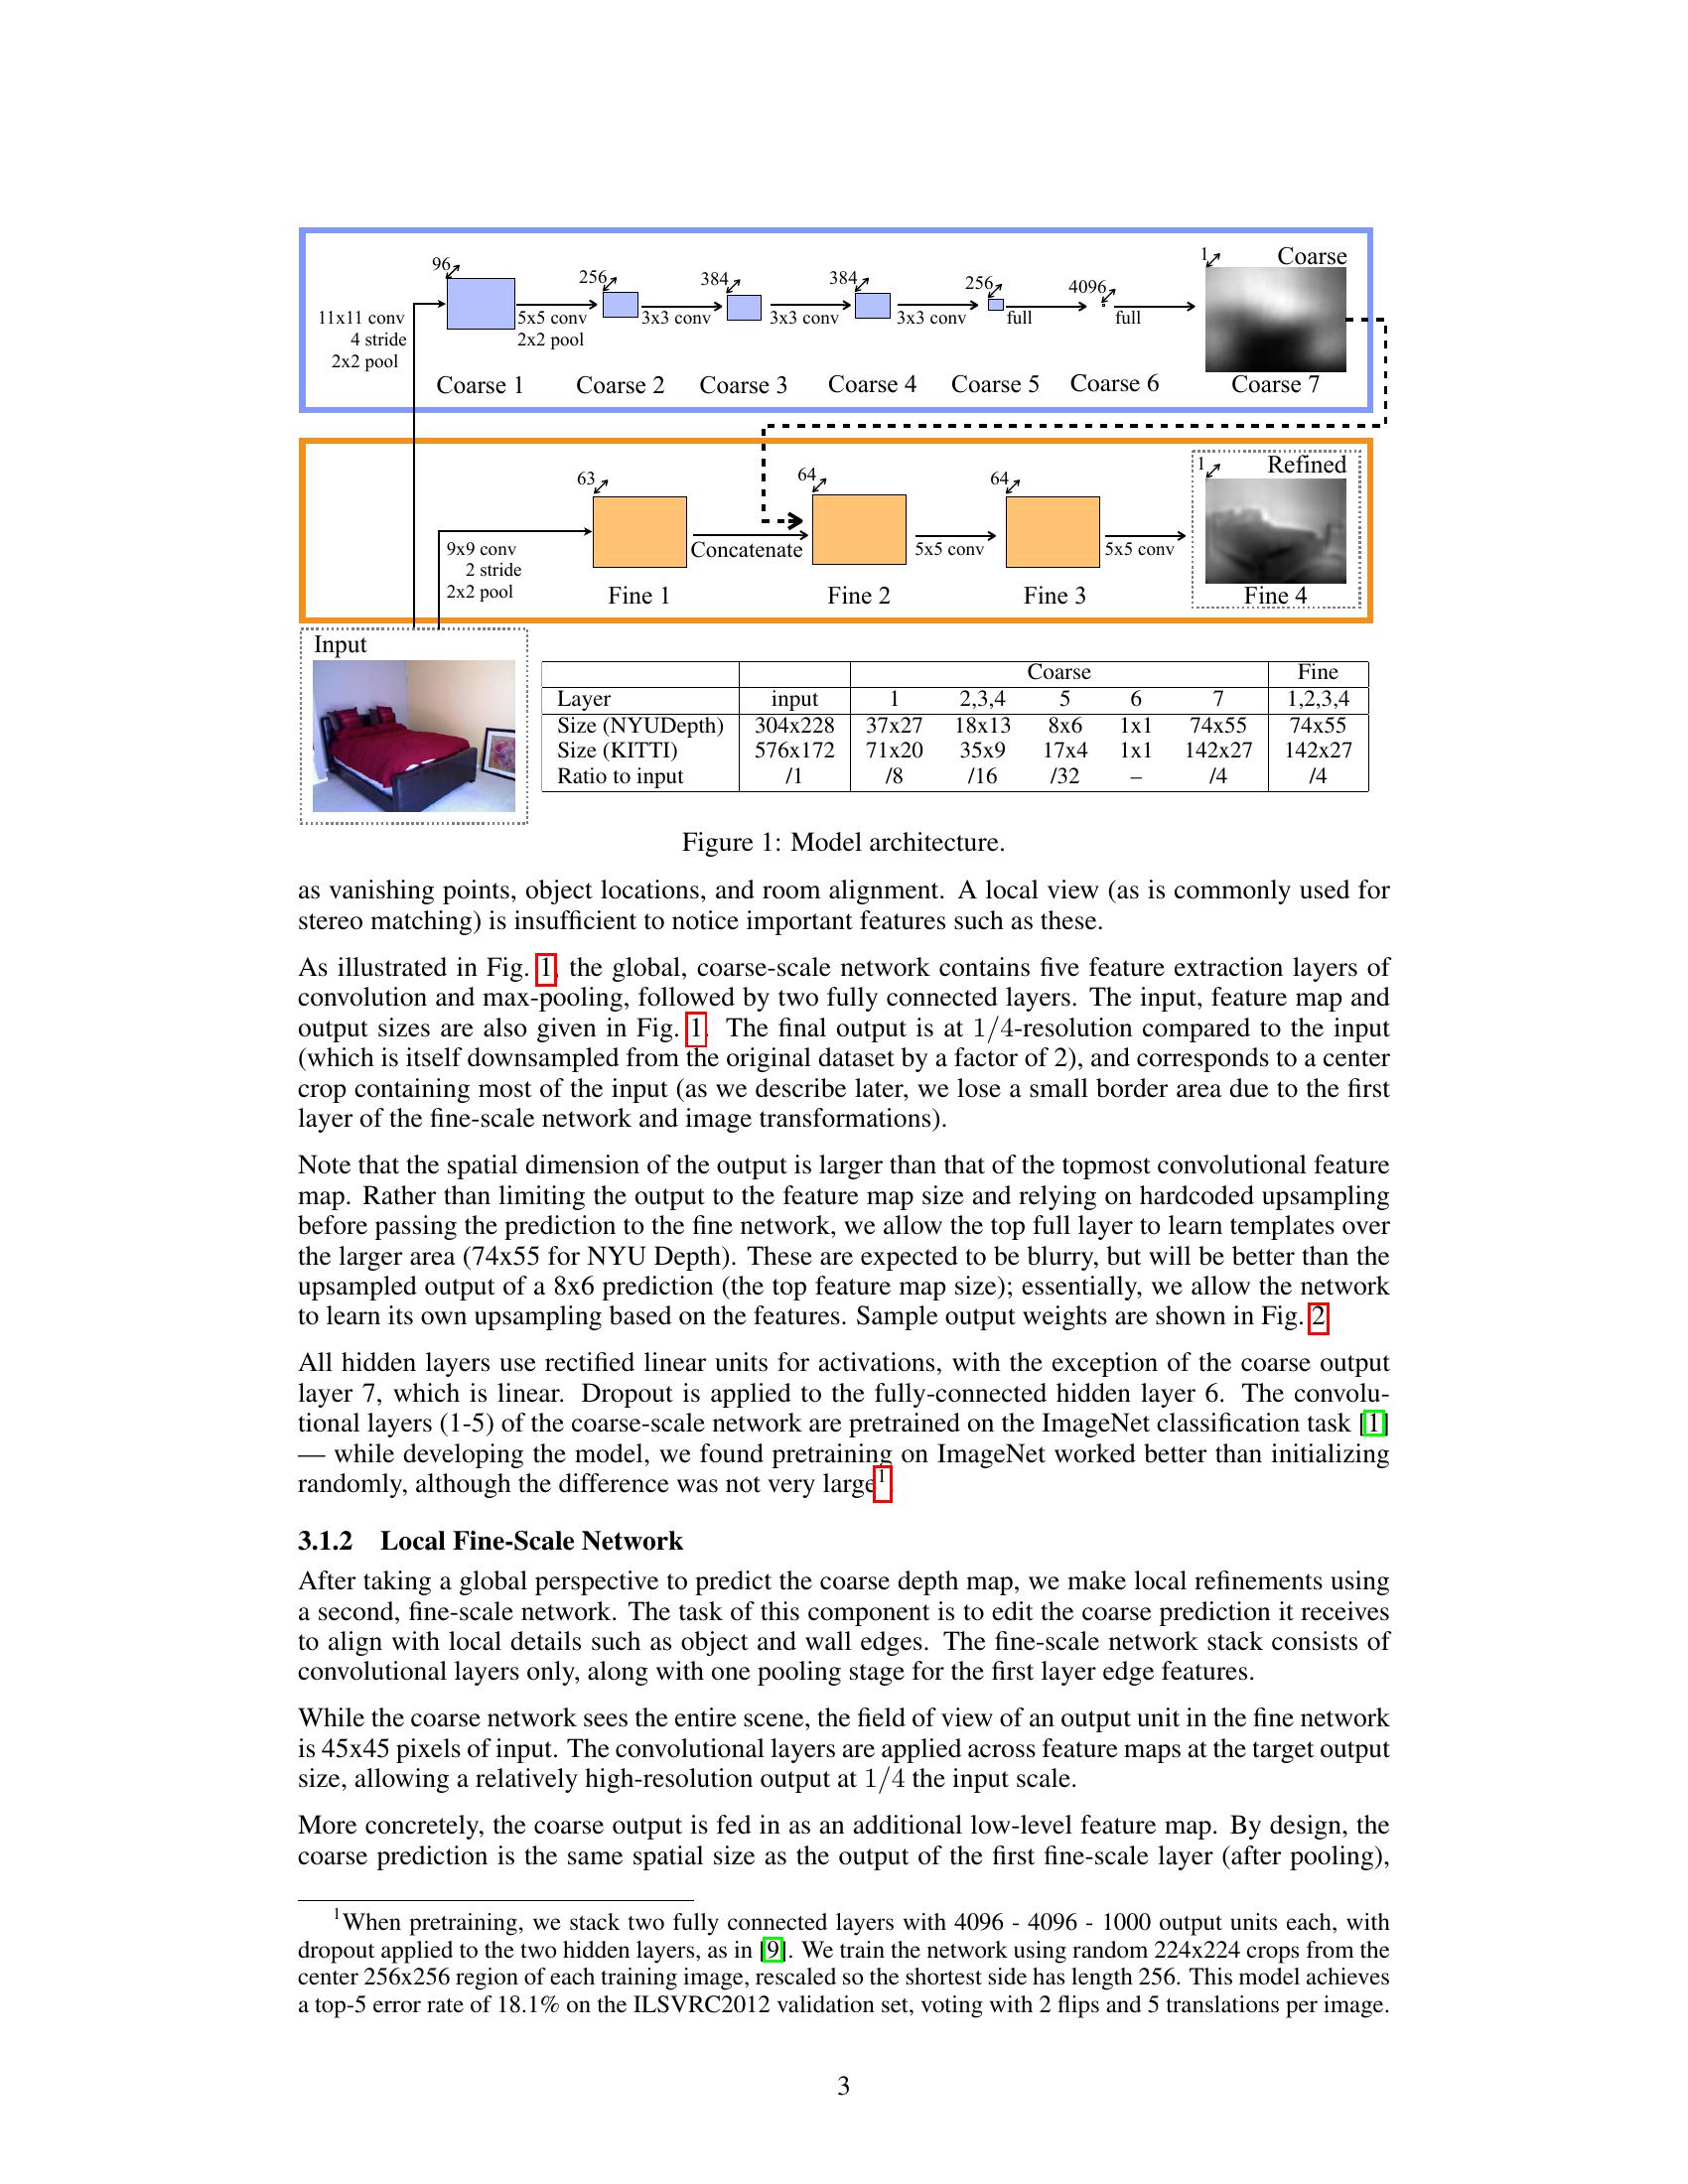 96
11x11 conv
4 stride
2x2 pool
5x5 conv
2x2 pool
256
3x3 conv
384
3x3 conv
384
3x3 conv
256
full
4096
full
1
Coarse
Coarse 1
Coarse 2
Coarse 3
Coarse 4
Coarse 5
Coarse 6
Coarse 7
9x9 conv
2 stride
2x2 pool
63
Concatenate
64
5x5 conv
64
5x5 conv
1
Refined
Fine 1
Fine 2
Fine 3
Fine 4
Input
Coarse Fine
Layer input 1 2,3,4 5 6 7 1,2,3,4
Size (NYUDepth) 304x228 37x27 18x13 8x6 1x1 74x55 74x55
Size (KITTI) 576x172 71x20 35x9 17x4 1x1 142x27 142x27
Ratio to input /1 /8 /16 /32 – /4 /4
Figure 1: Model architecture.
as vanishing points, object locations, and room alignment. A local view (as is commonly used for
stereo matching) is insufficient to notice important features such as these.
As illustrated in Fig. 1, the global, coarse-scale network contains five feature extraction layers of
convolution and max-pooling, followed by two fully connected layers. The input, feature map and
output sizes are also given in Fig. 1. The final output is at 1/4-resolution compared to the input
(which is itself downsampled from the original dataset by a factor of 2), and corresponds to a center
crop containing most of the input (as we describe later, we lose a small border area due to the first
layer of the fine-scale network and image transformations).
Note that the spatial dimension of the output is larger than that of the topmost convolutional feature
map. Rather than limiting the output to the feature map size and relying on hardcoded upsampling
before passing the prediction to the fine network, we allow the top full layer to learn templates over
the larger area (74x55 for NYU Depth). These are expected to be blurry, but will be better than the
upsampled output of a 8x6 prediction (the top feature map size); essentially, we allow the network
to learn its own upsampling based on the features. Sample output weights are shown in Fig. 2
All hidden layers use rectified linear units for activations, with the exception of the coarse output
layer 7, which is linear. Dropout is applied to the fully-connected hidden layer 6. The convolu-
tional layers (1-5) of the coarse-scale network are pretrained on the ImageNet classification task [1]
— while developing the model, we found pretraining on ImageNet worked better than initializing
randomly, although the difference was not very large1.
3.1.2 Local Fine-Scale Network
After taking a global perspective to predict the coarse depth map, we make local refinements using
a second, fine-scale network. The task of this component is to edit the coarse prediction it receives
to align with local details such as object and wall edges. The fine-scale network stack consists of
convolutional layers only, along with one pooling stage for the first layer edge features.
While the coarse network sees the entire scene, the field of view of an output unit in the fine network
is 45x45 pixels of input. The convolutional layers are applied across feature maps at the target output
size, allowing a relatively high-resolution output at 1/4 the input scale.
More concretely, the coarse output is fed in as an additional low-level feature map. By design, the
coarse prediction is the same spatial size as the output of the first fine-scale layer (after pooling),
1When pretraining, we stack two fully connected layers with 4096 - 4096 - 1000 output units each, with
dropout applied to the two hidden layers, as in [9]. We train the network using random 224x224 crops from the
center 256x256 region of each training image, rescaled so the shortest side has length 256. This model achieves
a top-5 error rate of 18.1% on the ILSVRC2012 validation set, voting with 2 flips and 5 translations per image.
3